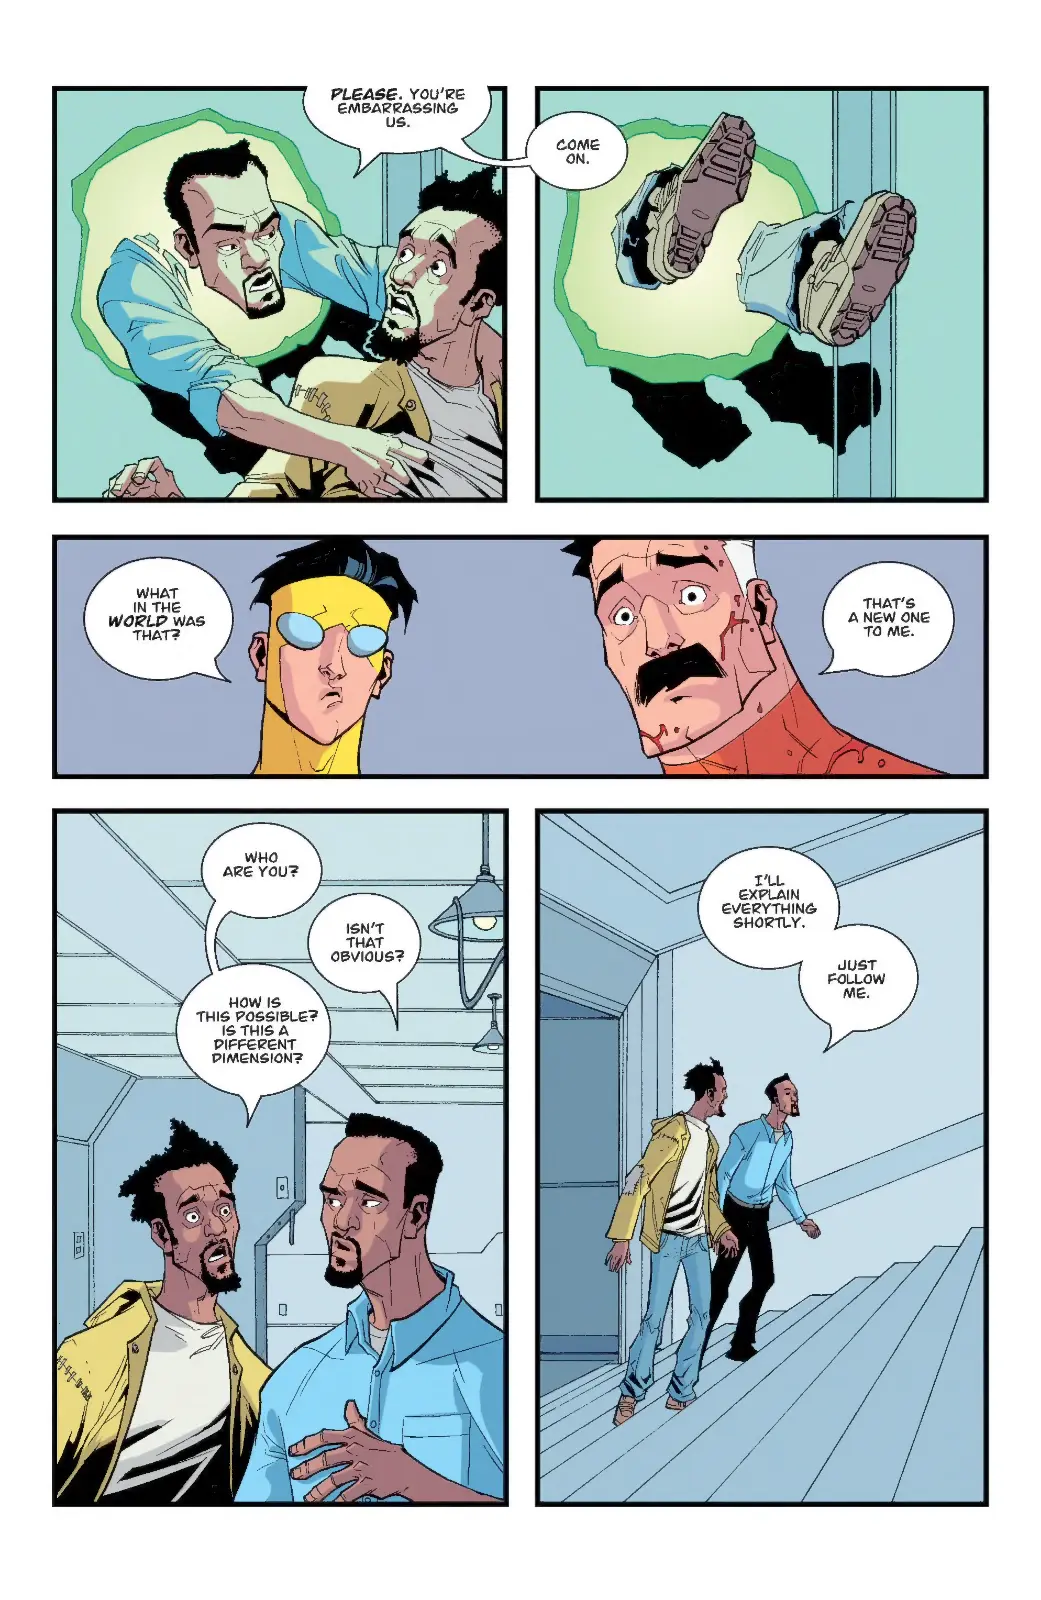 PLEASE. YOU'RE
EMBARRASSING
US.
COME
ON.
WHAT
IN THE
WORLD WAS
THAT?
THAT'S
A NEW ONE
TO ME.
WHO
ARE YOU?
ISN'T
THAT
OBVIOUS?
HOW IS
THIS POSSIBLE?
IS THIS A
DIFFERENT
DIMENSION?
I'LL
EXPLAIN
EVERYTHING
SHORTLY.
JUST
FOLLOW
ME.